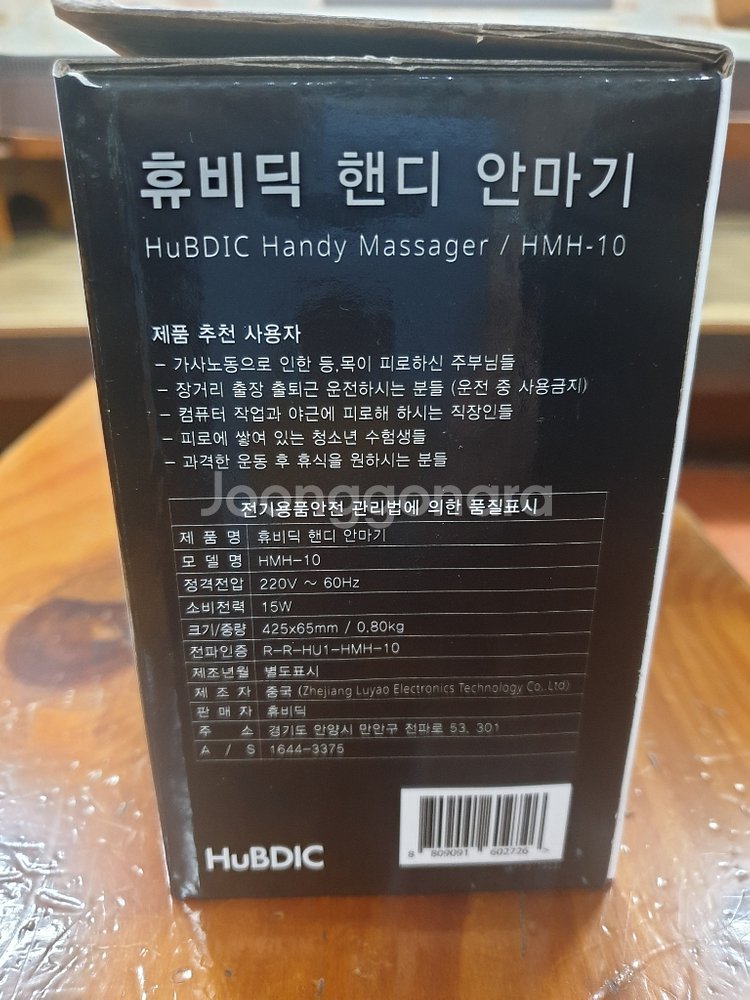 휴비딕 핸디 안마기
HuBDIC Handy Massager / HMH-10
제품 추천 사용자
- 가사노동으로 인한 등,목이 피로하신 주부님들
- 장거리 출장 출퇴근 운전하시는 분들 (운전 중 사용금지)
- 컴퓨터 작업과 야근에 피로해 하시는 직장인들
- 피로에 쌓여 있는 청소년 수험생들
- 과격한 운동 후 휴식을 원하시는 분들
Joonggonara
전기용품안전 관리법에 의한 품질표시
제 품 명 휴비딕 핸디 안마기
모 델 명 HMH-10
정격전압 220V ~ 60Hz
소비전력 15W
크기/중량 425x65mm / 0.80kg
전파인증 R-R-HU1-HMH-10
제조년월 별도표시
제 조 자 중국 (Zhejiang Luyao Electronics Technology Co., Ltd)
판 매 자 휴비딕
주 소 경기도 안양시 만안구 전파로 53, 301
A / S 1644-3375
8 809091 602726 >
HuBDIC